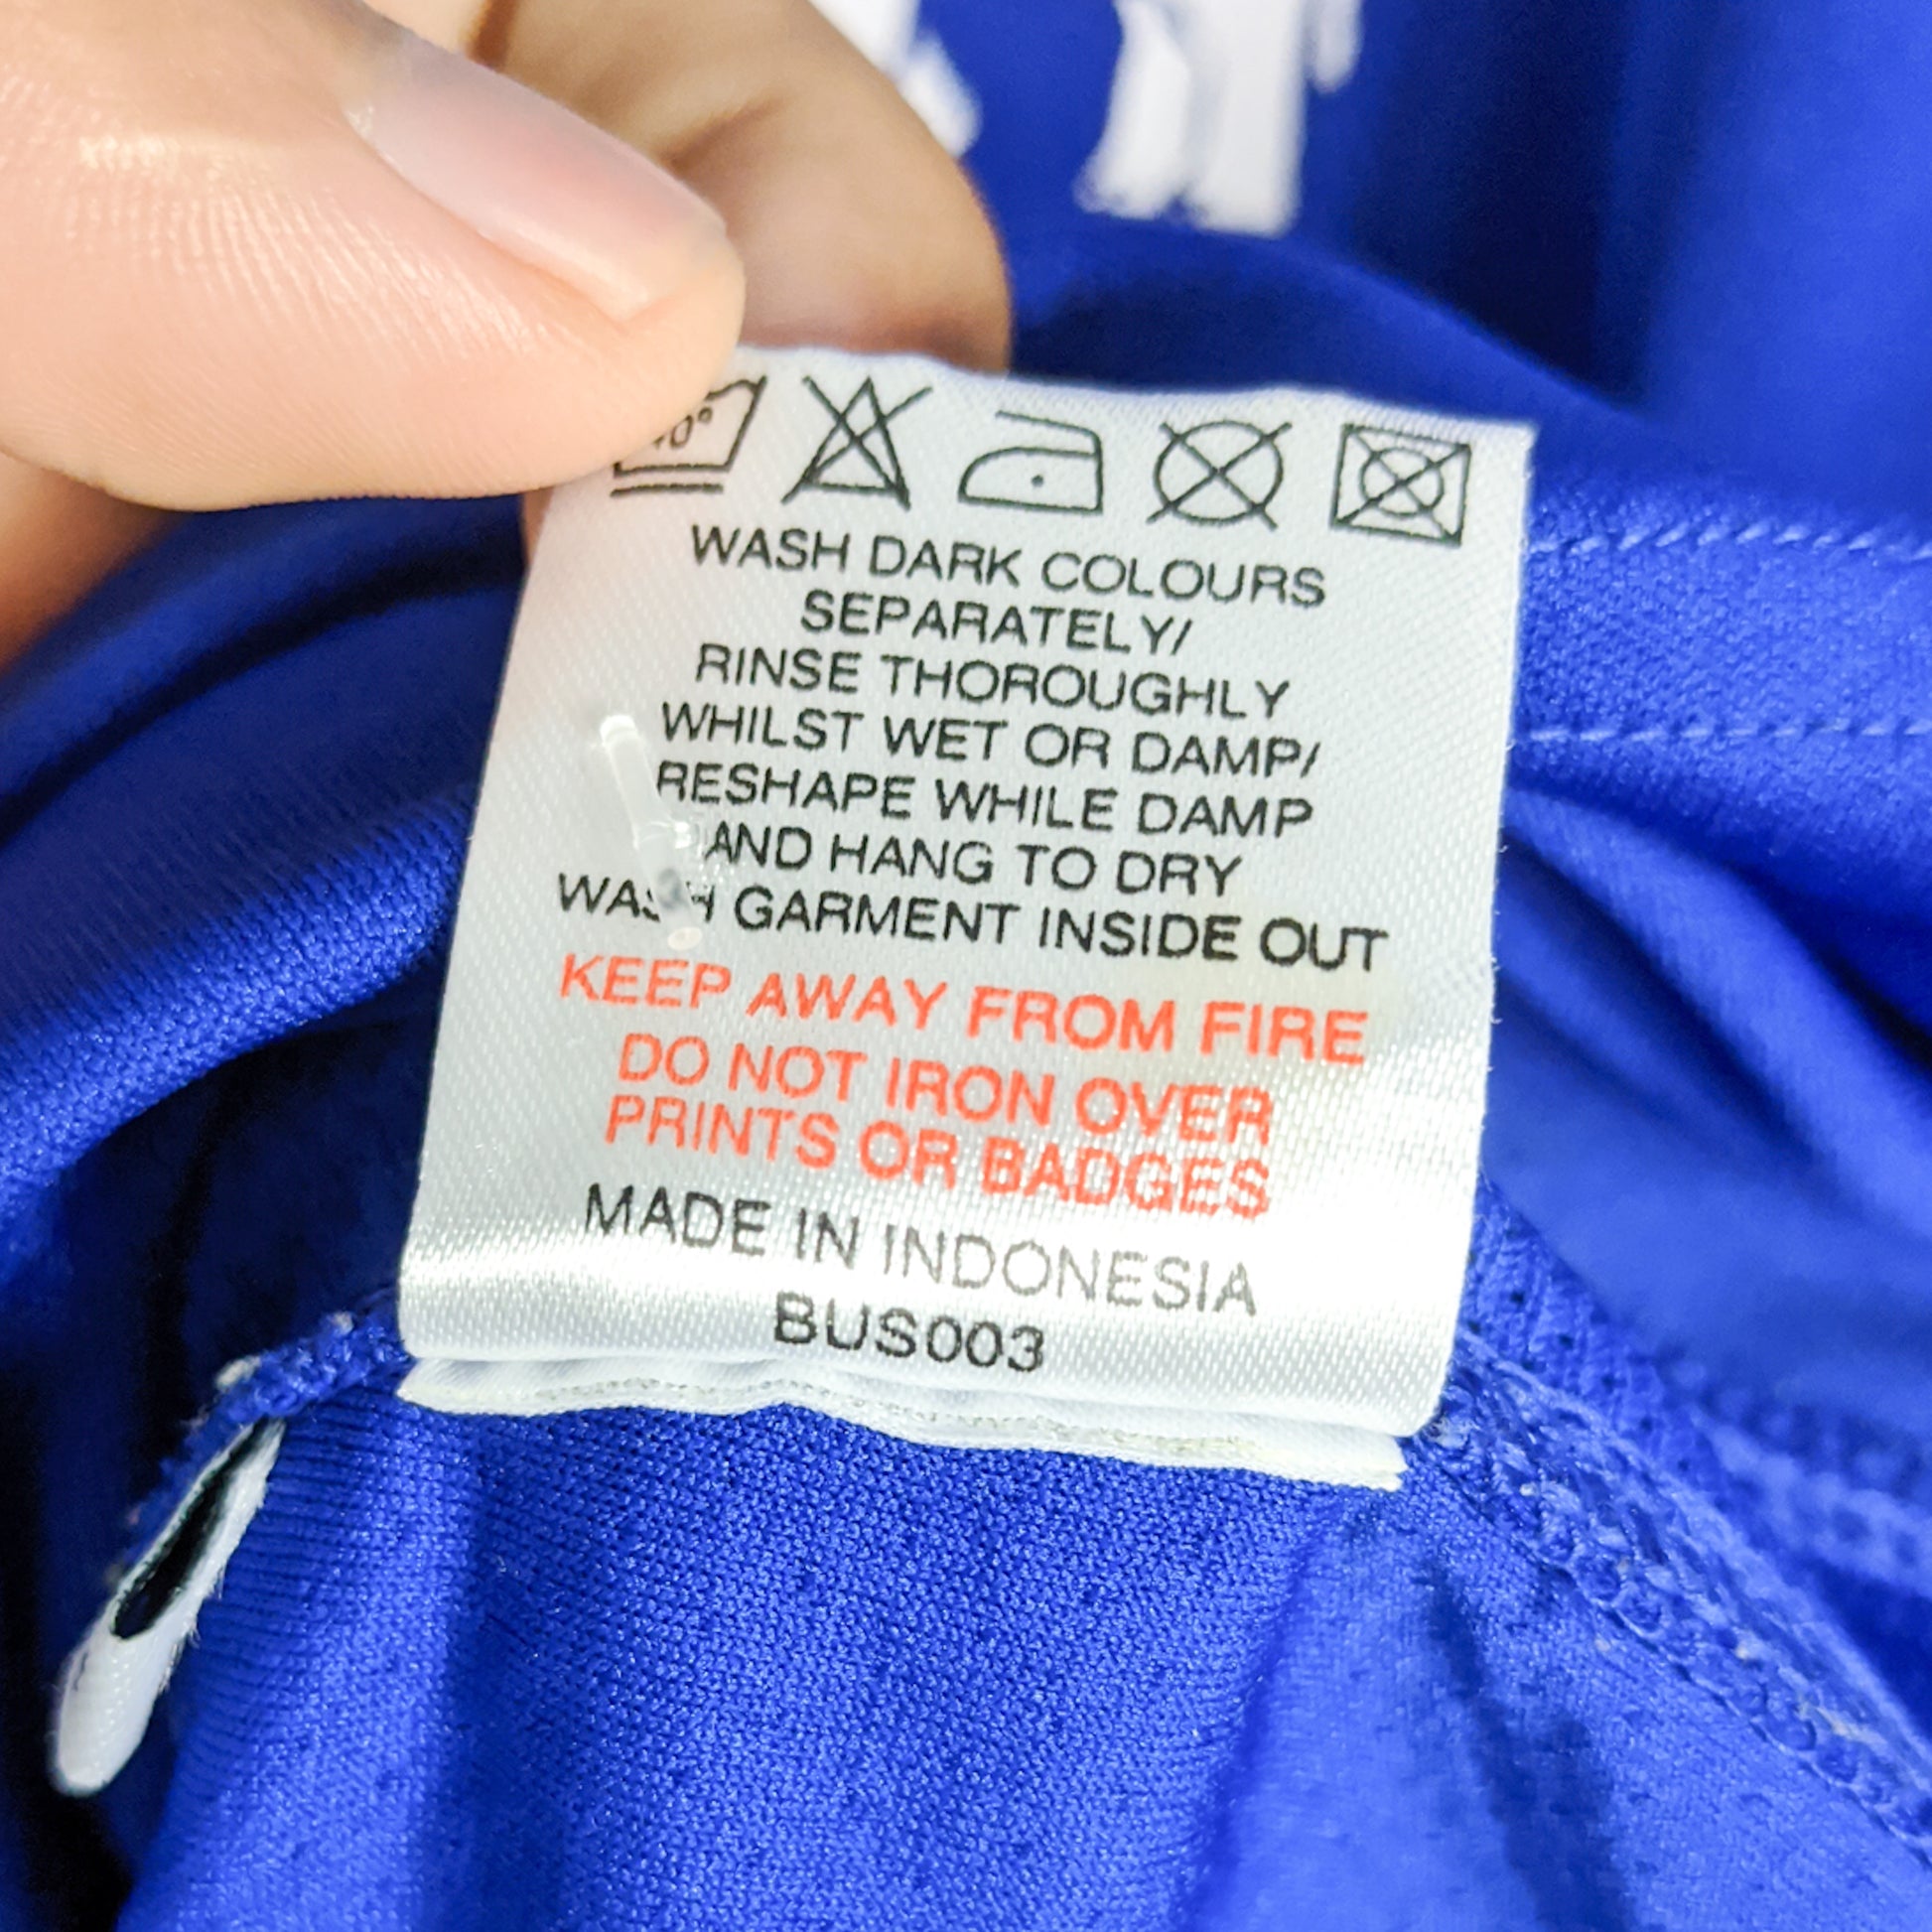 WASH DARK COLOURS
SEPARATELY/
RINSE THOROUGHLY
WHILST WET OR DAMP/
RESHAPE WHILE DAMP
AND HANG TO DRY
WASH GARMENT INSIDE OUT
KEEP AWAY FROM FIRE
DO NOT IRON OVER
PRINTS OR BADGES
MADE IN INDONESIA
BUS003